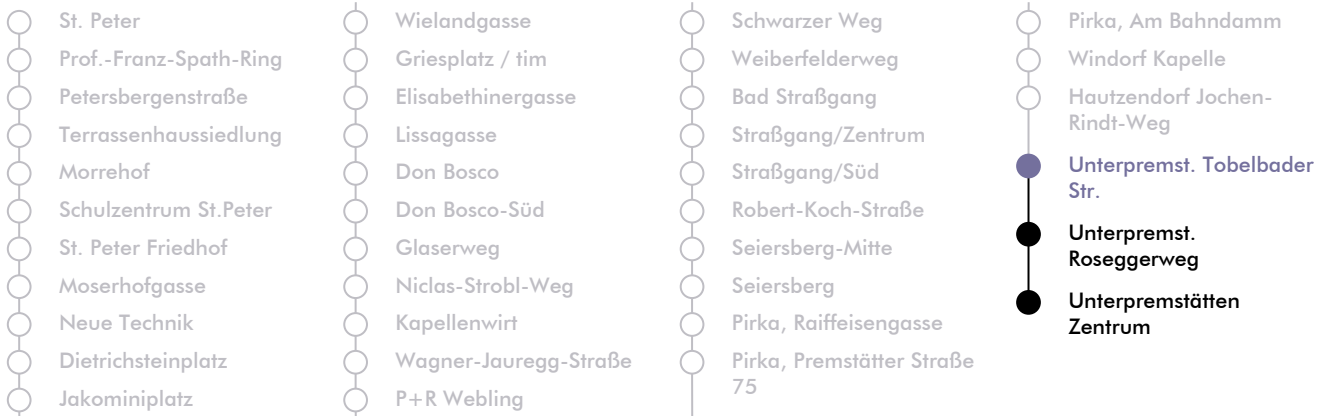 St. Peter
Prof.-Franz-Spath-Ring
Petersbergenstraße
Terrassenhaussiedlung
Morrehof
Schulzentrum St.Peter
St. Peter Friedhof
Moserhofgasse
Neue Technik
Dietrichsteinplatz
Jakominiplatz
Wielandgasse
Griesplatz / tim
Elisabethinergasse
Lissagasse
Don Bosco
Don Bosco-Süd
Glaserweg
Niclas-Strobl-Weg
Kapellenwirt
Wagner-Jauregg-Straße
P+R Webling
Schwarzer Weg
Weiberfelderweg
Bad Straßgang
Straßgang/Zentrum
Straßgang/Süd
Robert-Koch-Straße
Seiersberg-Mitte
Seiersberg
Pirka, Raiffeisengasse
Pirka, Premstätter Straße
75
Pirka, Am Bahndamm
Windorf Kapelle
Hautzendorf Jochen-
Rindt-Weg
Unterpremst. Tobelbader
Str.
Unterpremst.
Roseggerweg
Unterpremstätten
Zentrum